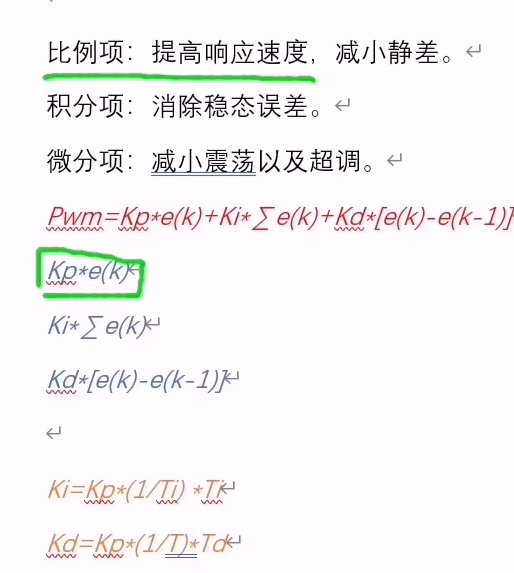 比例项：提高响应速度，减小静差。
积分项：消除稳态误差。
微分项：减小震荡以及超调。
Pwm=Kp*e(k)+Ki*∑e(k)+Kd*[e(k)-e(k-1)]
Kp*e(k)
Ki*∑e(k)
Kd*[e(k)-e(k-1)]
Ki=Kp*(1/Ti) *Ti
Kd=Kp*(1/T)*Td